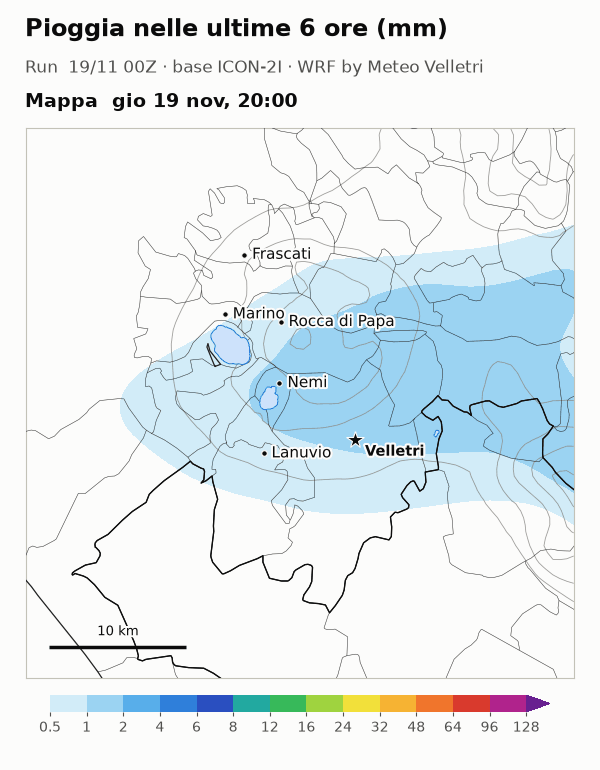 Pioggia nelle ultime 6 ore (mm)
Run 19/11 00Z · base ICON-2I · WRF by Meteo Velletri
Mappa gio 19 nov, 20:00
Frascati
Marino
Rocca di Papa
Nemi
Velletri
Lanuvio
10 km
0.5 1 2 4 6 8 12 16 24 32 48 64 96 128